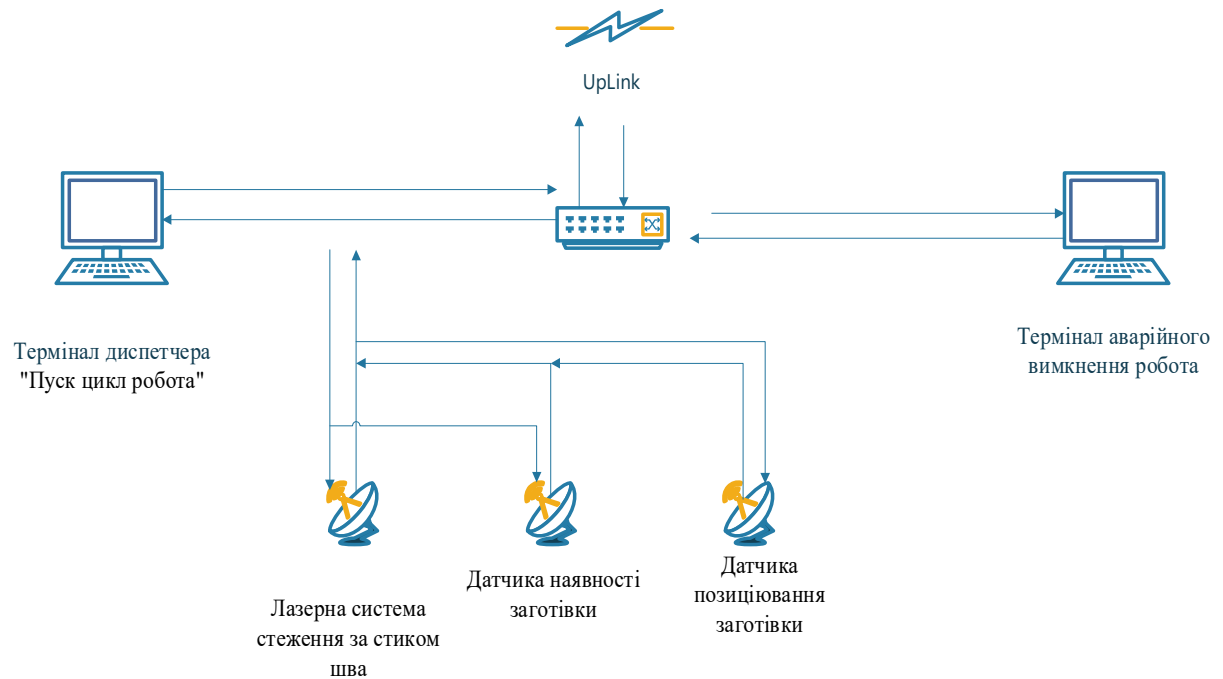 UpLink
Термінал диспетчера
"Пуск цикл робота"
Термінал аварійного
вимкнення робота
Лазерна система
стеження за стиком
шва
Датчика наявності
заготівки
Датчика
позиціювання
заготівки